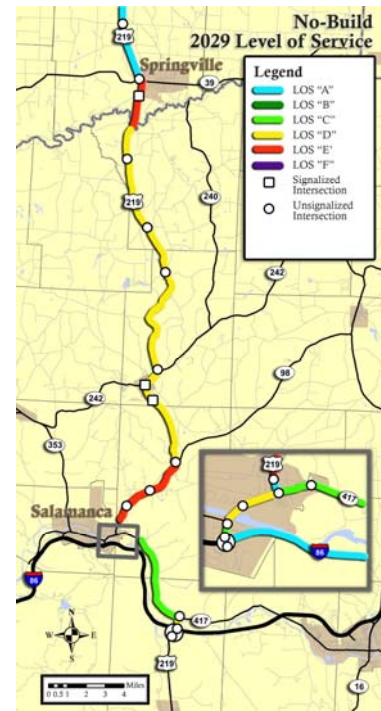 No-Build
2029 Level of Service
219
Springville
39
Legend
LOS "A"
LOS "B"
LOS "C"
LOS "D"
LOS "E'
LOS "F"
Signalized
Intersection
Unsignalized
Intersection
219
240
242
242
98
353
219
417
Salamanca
86
86
417
N
W E
S
219
16
Miles
0 0.5 1 2 3 4